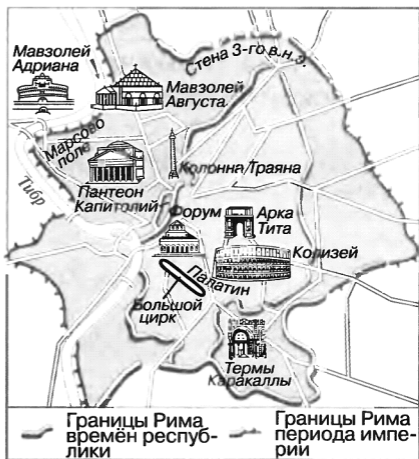 Мавзолей
Адриана
Стена 3-го в.н.э.
Мавзолей
Августа
Марсово
поле
Тибр
Колонна Траяна
Пантеон
Капитолий
Форум
Арка
Тита
Колизей
Палатин
Большой
цирк
Термы
Каракаллы
Границы Рима
времён респуб-
лики
Границы Рима
периода импе-
рии